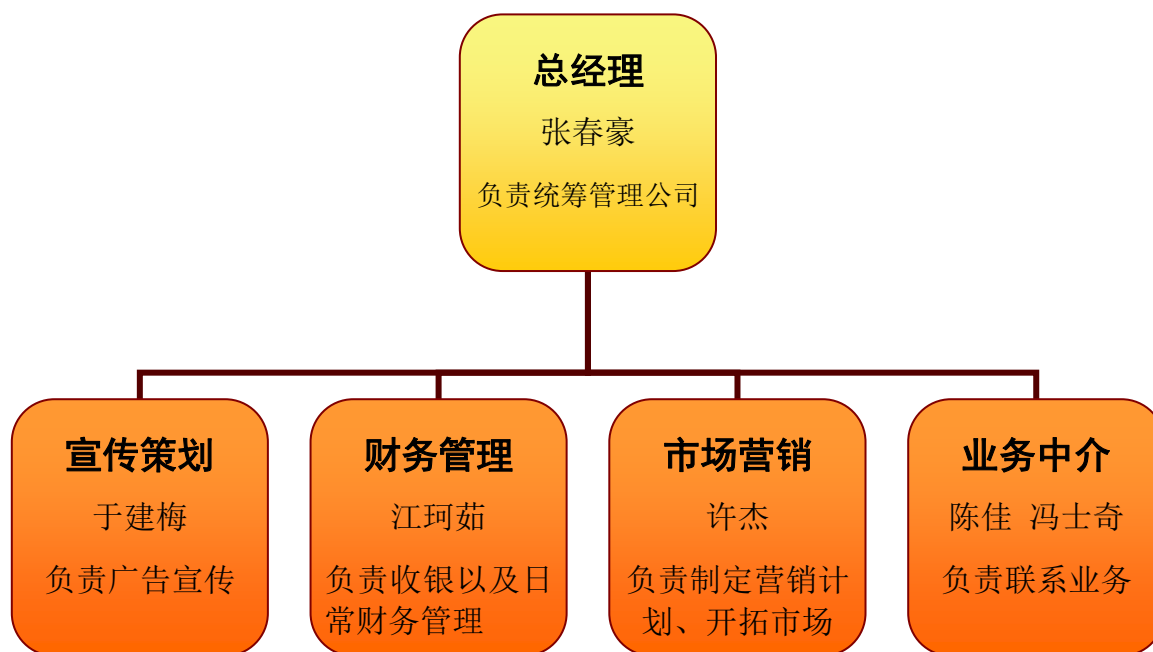 总经理
张春豪
负责统筹管理公司
宣传策划
于建梅
负责广告宣传
财务管理
江珂茹
负责收银以及日
常财务管理
市场营销
许杰
负责制定营销计
划、开拓市场
业务中介
陈佳 冯士奇
负责联系业务